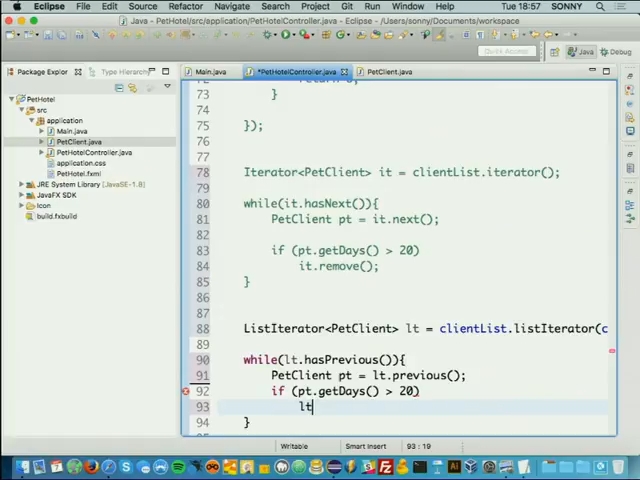 Eclipse File Edit Source Refactor Navigate Search Project Run Window Help Tue 18:57 SONNY
Java - PetHotel/src/application/PetHotelController.java - Eclipse - /Users/sonny/Documents/workspace
Quick Access
Java Debug
Package Explor Type Hierarchy
Main.java *PetHotelController.java PetClient.java
PetHotel
src
application
Main.java
PetClient.java
PetHotelController.java
application.css
PetHotel.fxml
JRE System Library [JavaSE-1.8]
JavaFX SDK
Icon
build.fxbuild
73
74 }
75 });
76
77
78 Iterator<PetClient> it = clientList.iterator();
79
80 while(it.hasNext()){
81 PetClient pt = it.next();
82
83 if (pt.getDays() > 20)
84 it.remove();
85 }
86
87
88 ListIterator<PetClient> lt = clientList.listIterator(c
89
90 while(lt.hasPrevious()){
91 PetClient pt = lt.previous();
92 if (pt.getDays() > 20)
93 lt
94 }
Writable Smart Insert 93 : 19